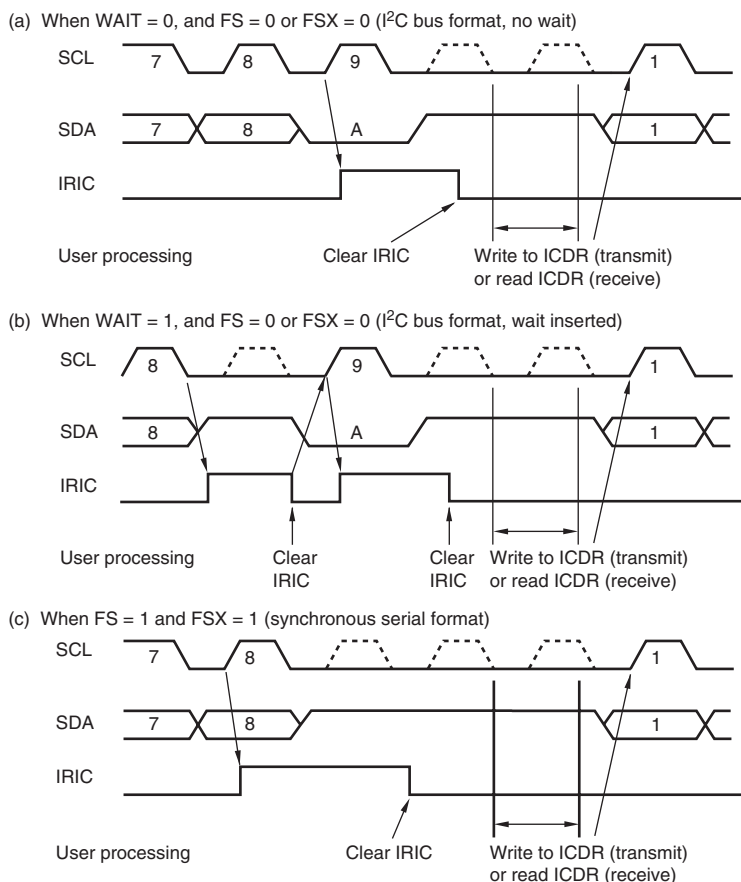 (a) When WAIT = 0, and FS = 0 or FSX = 0 (I²C bus format, no wait)
SCL 7 8 9 1
SDA 7 8 A 1
IRIC
User processing Clear IRIC Write to ICDR (transmit)
or read ICDR (receive)
(b) When WAIT = 1, and FS = 0 or FSX = 0 (I²C bus format, wait inserted)
SCL 8 9 1
SDA 8 A 1
IRIC
User processing Clear Clear Write to ICDR (transmit)
IRIC IRIC or read ICDR (receive)
(c) When FS = 1 and FSX = 1 (synchronous serial format)
SCL 7 8 1
SDA 7 8 1
IRIC
User processing Clear IRIC Write to ICDR (transmit)
or read ICDR (receive)